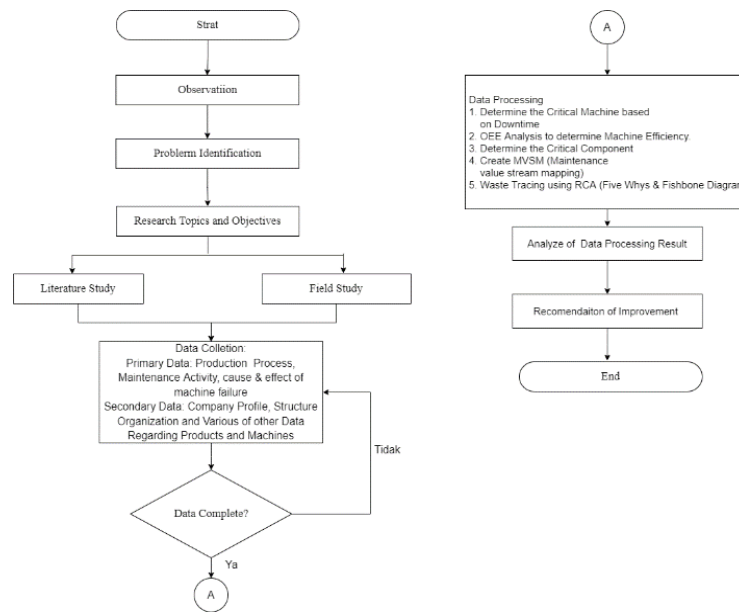 Strat
Observatiion
Problerm Identification
Research Topics and Objectives
Literature Study
Field Study
Data Colletion:
Primary Data: Production Process,
Maintenance Activity, cause & effect of
machine failure
Secondary Data: Company Profile, Structure
Organization and Various of other Data
Regarding Products and Machines
Tidak
Data Complete?
Ya
A
A
Data Processing
1. Determine the Critical Machine based
on Downtime
2. OEE Analysis to determine Machine Efficiency.
3. Determine the Critical Component
4. Create MVSM (Maintenance
value stream mapping)
5. Waste Tracing using RCA (Five Whys & Fishbone Diagram
Analyze of Data Processing Result
Recomendaiton of Improvement
End